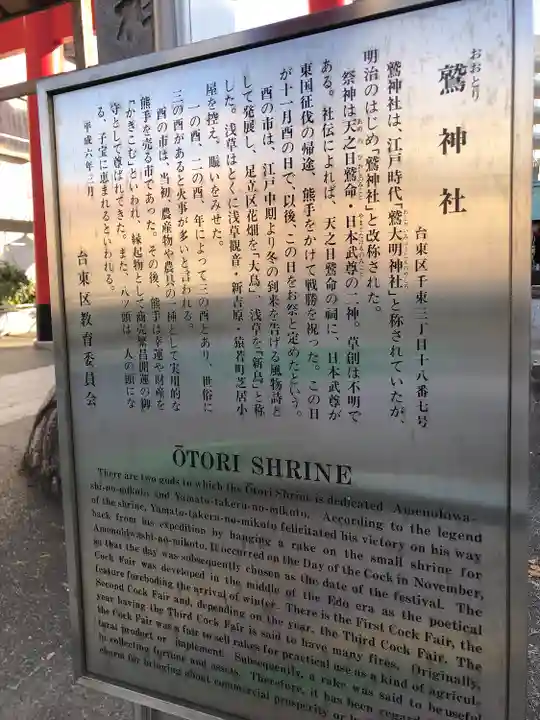 おおとり
鷲神社
台東区千束三丁目十八番七号
鷲神社は、江戸時代「鷲大明神社」と称されていたが、
明治のはじめ「鷲神社」と改称された。
祭神は天之日鷲命・日本武尊の二神。草創は不明で
ある。社伝によれば、天之日鷲命の祠に、日本武尊が
東国征伐の帰途、熊手をかけて戦勝を祝った。この日
が十一月酉の日で、以後、この日をお祭と定めたという。
酉の市は、江戸中期より冬の到来を告げる風物詩と
して発展し、足立区花畑を「大鳥」、浅草を「新鳥」と称
した。浅草はとくに浅草観音・新吉原・猿若町芝居小
屋を控え、賑いをみせた。
一の酉、二の酉、年によって三の酉とあり、世俗に
三の酉があると火事が多いと言われる。
酉の市は、当初、農産物や農具の一種として実用的な
熊手を売る市であった。その後、熊手は幸運や財産を
「かきこむ」といわれ、縁起物として商売繁昌開運の御
守として尊ばれてきた。また、八ツ頭は、人の頭にな
る、子宝に恵まれるといわれる。
平成六年三月
台東区教育委員会
ŌTORI SHRINE
There are two gods to which the Ōtori Shrine is dedicated Amenohiwa-
shi-no-mikoto and Yamato-takeru-no-mikoto. According to the legend
of the shrine, Yamato-takeru-no-mikoto felicitated his victory on his way
back from his expedition by hanging a rake on the small shrine for
Amenohiwashi-no-mikoto. It occurred on the Day of the Cock in November,
so that the day was subsequently chosen as the date of the festival. The
Cock Fair was developed in the middle of the Edo era as the poetical
feature foreboding the arrival of winter. There is the First Cock Fair, the
Second Cock Fair and, depending on the year, the Third Cock Fair. The
year having the Third Cock Fair is said to have many fires. Originally,
the Cock Fair was a fair to sell rakes for practical use as a kind of agricul-
tural product or implement. Subsequently, a rake was said to be useful
in collecting fortune and assets. Therefore, it has been regarded
charm for bringing about commercial prosperity or